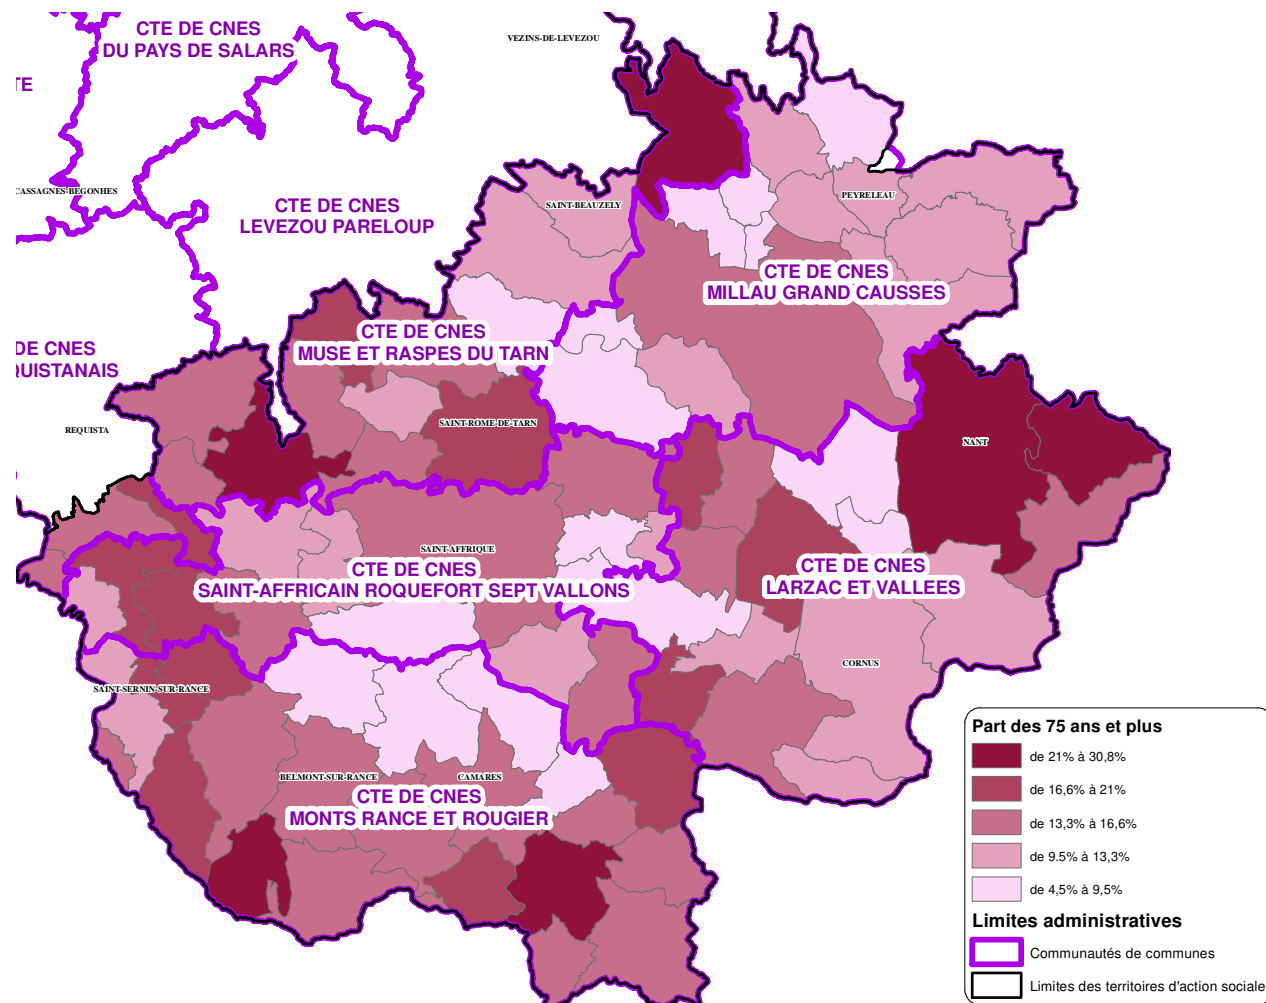 CTE DE CNES
DU PAYS DE SALARS
VEZINS-DE-LEVEZOU
TE
CASSAGNES-BEGONHES
CTE DE CNES
LEVEZOU PARELOUP
SAINT-BEAUZELY
PEYRELEAU
CTE DE CNES
MILLAU GRAND CAUSSES
CTE DE CNES
MUSE ET RASPES DU TARN
DE CNES
QUISTANAIS
REQUISTA
SAINT-ROME-DE-TARN
NANT
SAINT-AFFRIQUE
CTE DE CNES
SAINT-AFFRICAIN ROQUEFORT SEPT VALLONS
CTE DE CNES
LARZAC ET VALLEES
CORNUS
SAINT-SERNIN-SUR-RANCE
BELMONT-SUR-RANCE
CAMARES
CTE DE CNES
MONTS RANCE ET ROUGIER
Part des 75 ans et plus
de 21% à 30,8%
de 16,6% à 21%
de 13,3% à 16,6%
de 9.5% à 13,3%
de 4,5% à 9,5%
Limites administratives
Communautés de communes
Limites des territoires d'action sociale